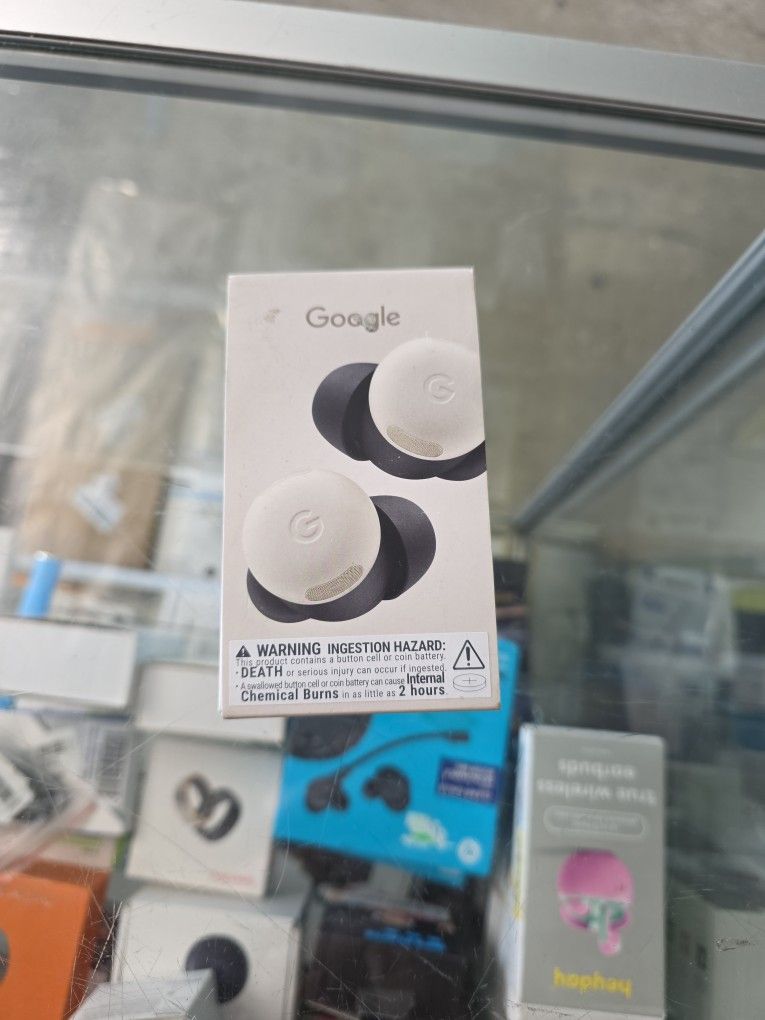 Google
G
G
WARNING INGESTION HAZARD:
This product contains a button cell or coin battery.
• DEATH or serious injury can occur if ingested.
• A swallowed button cell or coin battery can cause Internal
Chemical Burns in as little as 2 hours.
true wireless
earbuds
heyday